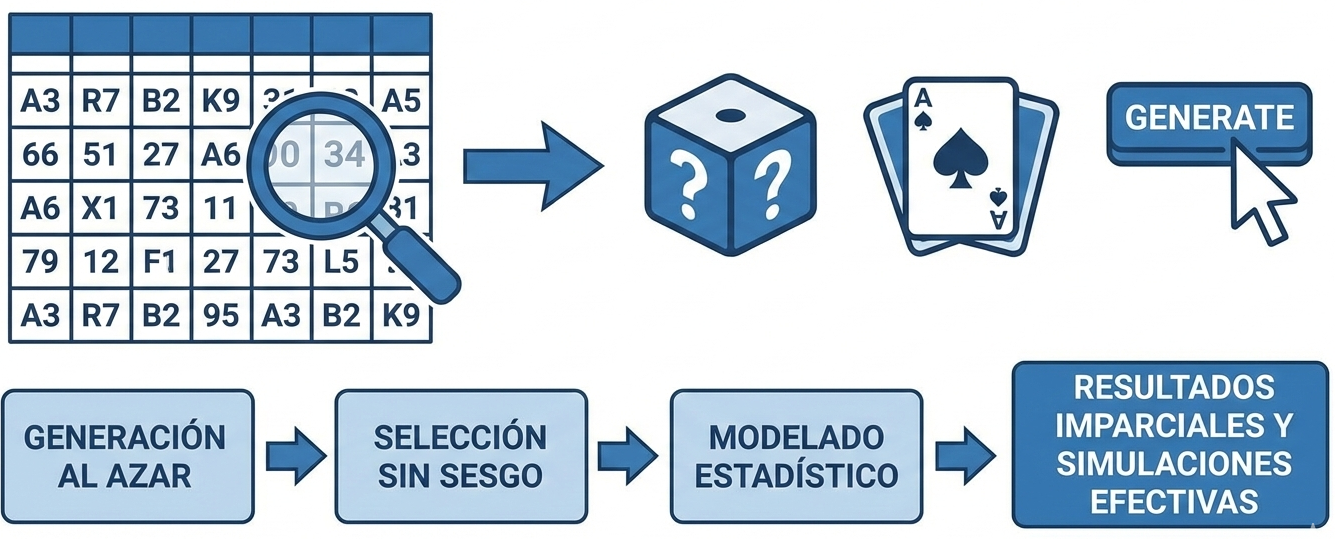 A3 R7 B2 K9 A5
66 51 27 A6 34
A6 X1 73 11
79 12 F1 27 73 L5
A3 R7 B2 95 A3 B2 K9
A
A
GENERATE
GENERACIÓN
AL AZAR
SELECCIÓN
SIN SESGO
MODELADO
ESTADÍSTICO
RESULTADOS
IMPARCIALES Y
SIMULACIONES
EFECTIVAS